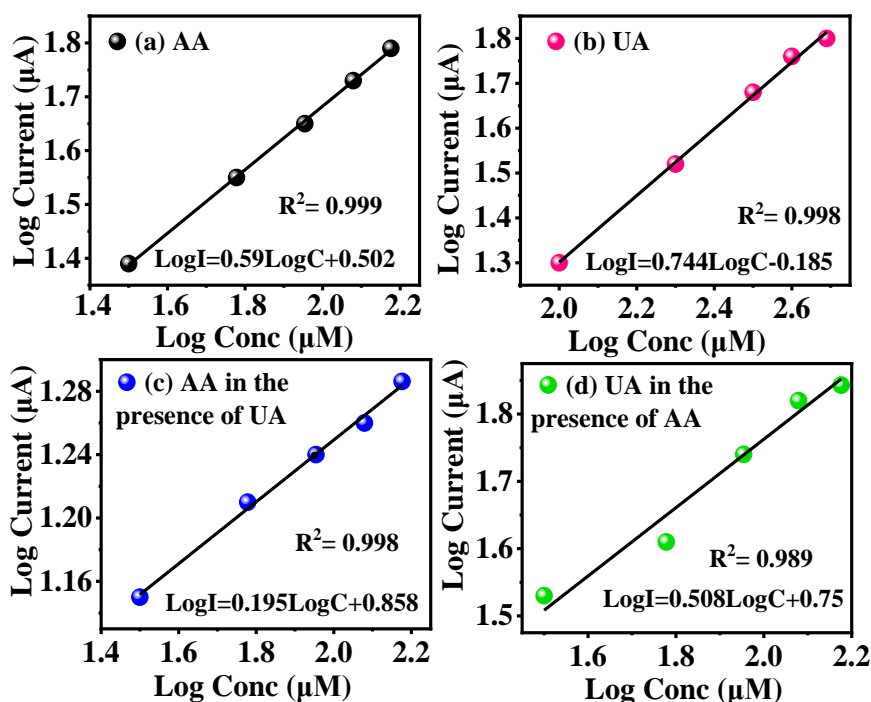 (a) AA
Log Current (µA)
1.8
1.7
1.6
1.5
1.4
R²= 0.999
LogI=0.59LogC+0.502
1.4 1.6 1.8 2.0 2.2
Log Conc (µM)
(b) UA
Log Current (µA)
1.8
1.7
1.6
1.5
1.4
1.3
R²= 0.998
LogI=0.744LogC-0.185
2.0 2.2 2.4 2.6
Log Conc (µM)
(c) AA in the
presence of UA
Log Current (µA)
1.28
1.24
1.20
1.16
R²= 0.998
LogI=0.195LogC+0.858
1.4 1.6 1.8 2.0 2.2
Log Conc (µM)
(d) UA in the
presence of AA
Log Current (µA)
1.8
1.7
1.6
1.5
R²= 0.989
LogI=0.508LogC+0.75
1.6 1.8 2.0 2.2
Log Conc (µM)